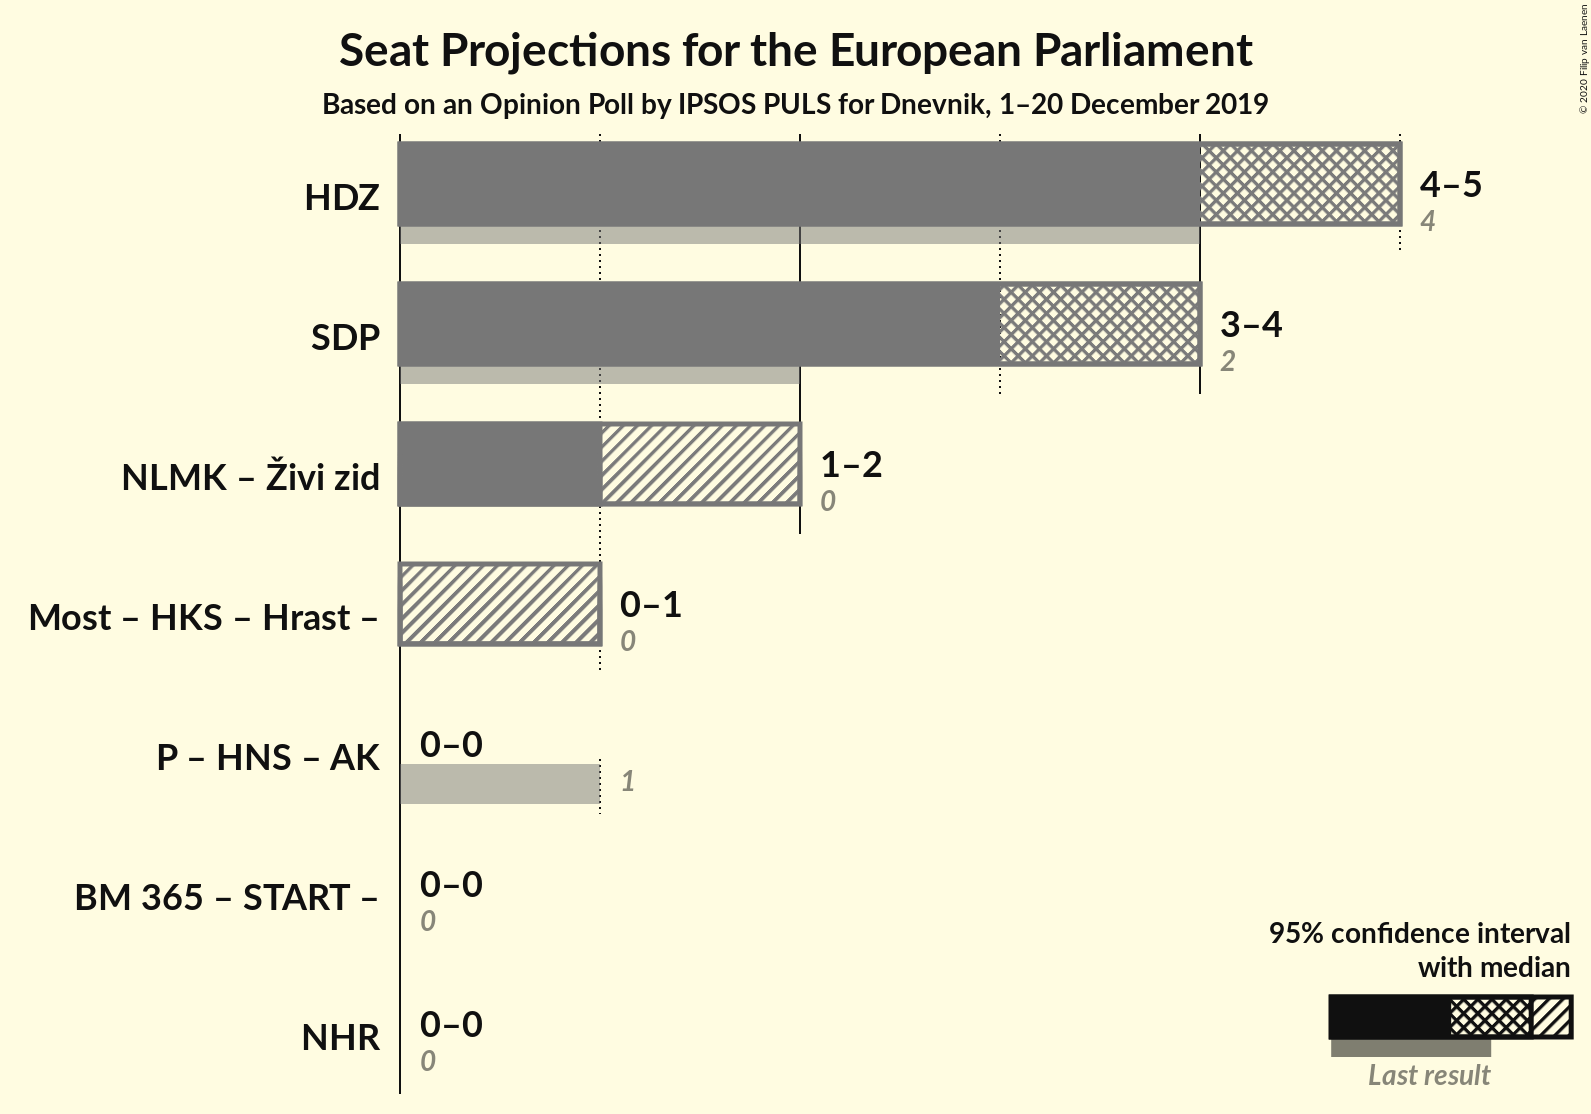 Seat Projections for the European Parliament
Based on an Opinion Poll by IPSOS PULS for Dnevnik, 1–20 December 2019
© 2020 Filip van Laenen
HDZ
4–5
4
SDP
3–4
2
NLMK – Živi zid
1–2
0
Most – HKS – Hrast –
0–1
0
P – HNS – AK
0–0
1
BM 365 – START –
0–0
0
NHR
0–0
0
95% confidence interval
with median
Last result